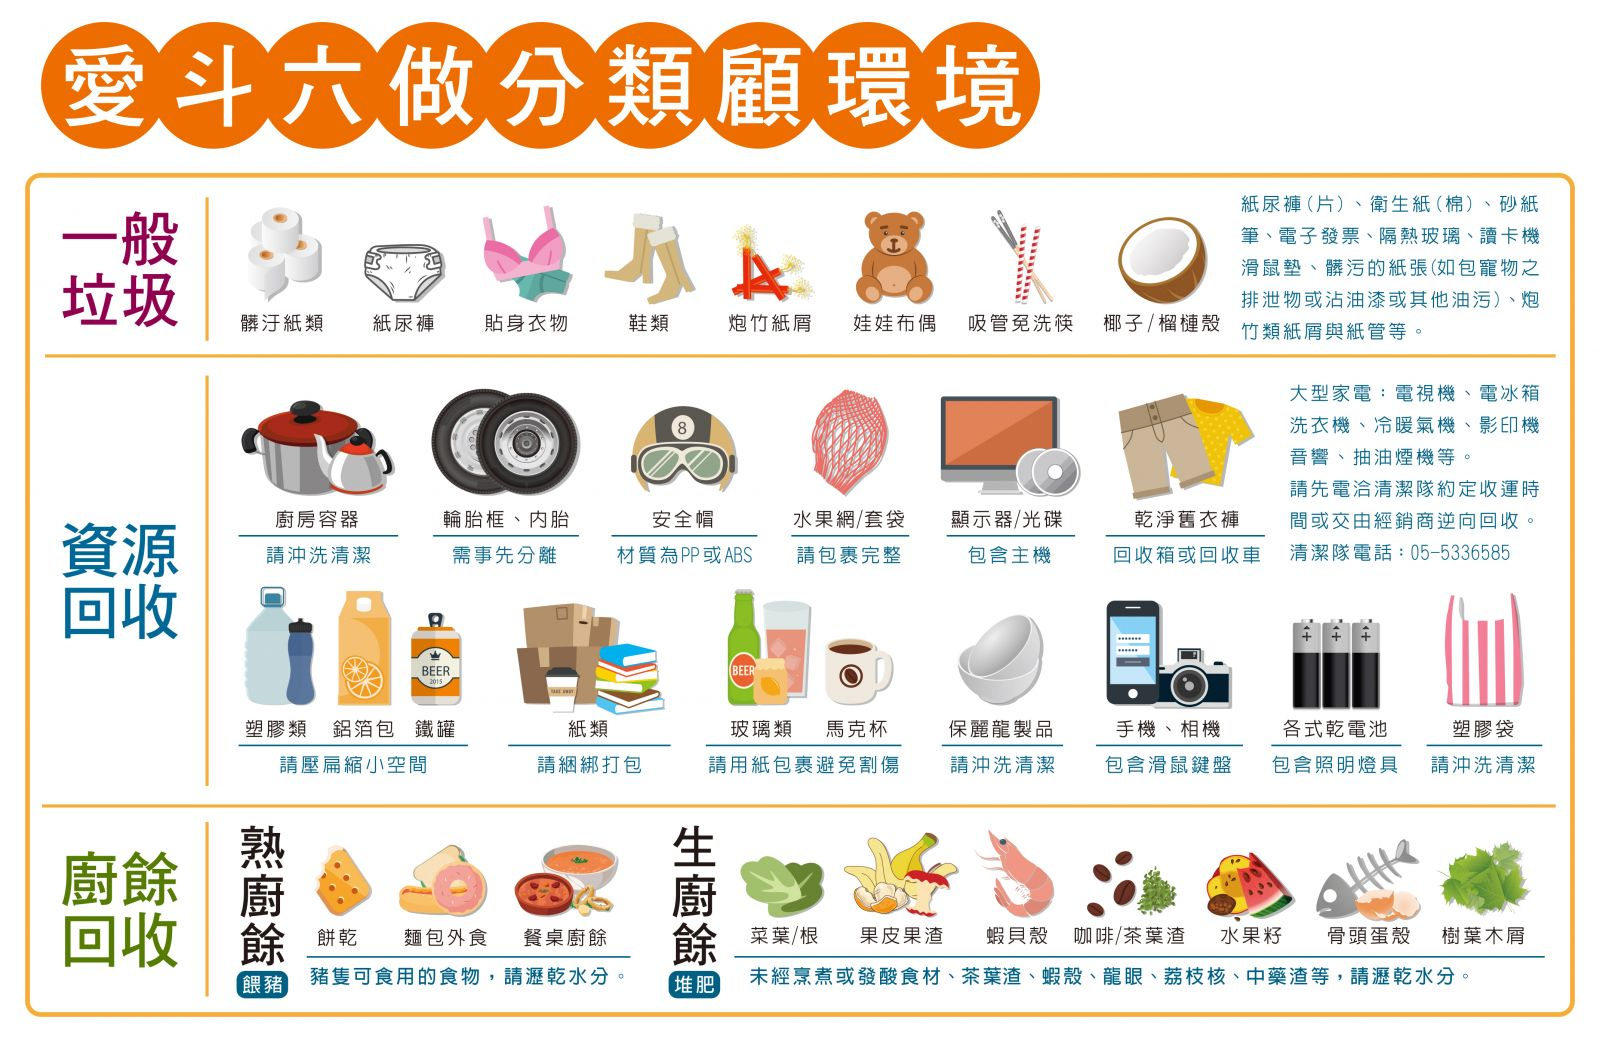 愛斗六做分類顧環境
一般
垃圾
髒汙紙類
紙尿褲
貼身衣物
鞋類
炮竹紙屑
娃娃布偶
吸管免洗筷
椰子/榴槤殼
紙尿褲(片)、衛生紙(棉)、砂紙
筆、電子發票、隔熱玻璃、讀卡機
滑鼠墊、髒污的紙張(如包寵物之
排泄物或沾油漆或其他油污)、炮
竹類紙屑與紙管等。
資源
回收
廚房容器
請沖洗清潔
輪胎框、內胎
需事先分離
8
安全帽
材質為PP或ABS
水果網/套袋
請包裹完整
顯示器/光碟
包含主機
乾淨舊衣褲
回收箱或回收車
大型家電：電視機、電冰箱
洗衣機、冷暖氣機、影印機
音響、抽油煙機等。
請先電洽清潔隊約定收運時
間或交由經銷商逆向回收。
清潔隊電話：05-5336585
BEER
2015
塑膠類
鋁箔包
鐵罐
請壓扁縮小空間
TAKE AWAY
紙類
請綑綁打包
BEER
玻璃類
馬克杯
請用紙包裹避免割傷
保麗龍製品
請沖洗清潔
手機、相機
包含滑鼠鍵盤
+
+
+
各式乾電池
包含照明燈具
塑膠袋
請沖洗清潔
廚餘
回收
熟廚餘
餵豬
餅乾
麵包外食
餐桌廚餘
豬隻可食用的食物，請瀝乾水分。
生廚餘
堆肥
菜葉/根
果皮果渣
蝦貝殼
咖啡/茶葉渣
水果籽
骨頭蛋殼
樹葉木屑
未經烹煮或發酸食材、茶葉渣、蝦殼、龍眼、荔枝核、中藥渣等，請瀝乾水分。